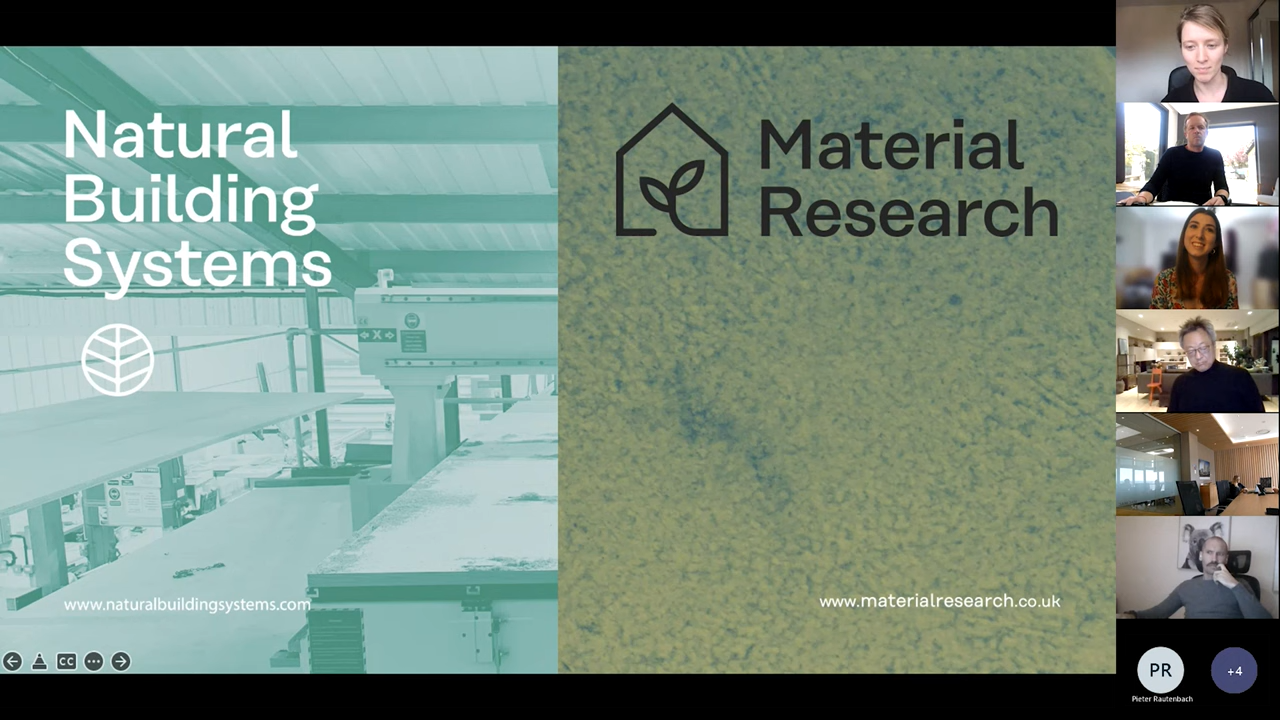 Natural
Building
Systems
www.naturalbuildingsystems.com
Material
Research
www.materialresearch.co.uk
X
CC
PR
+4
Pieter Rautenbach